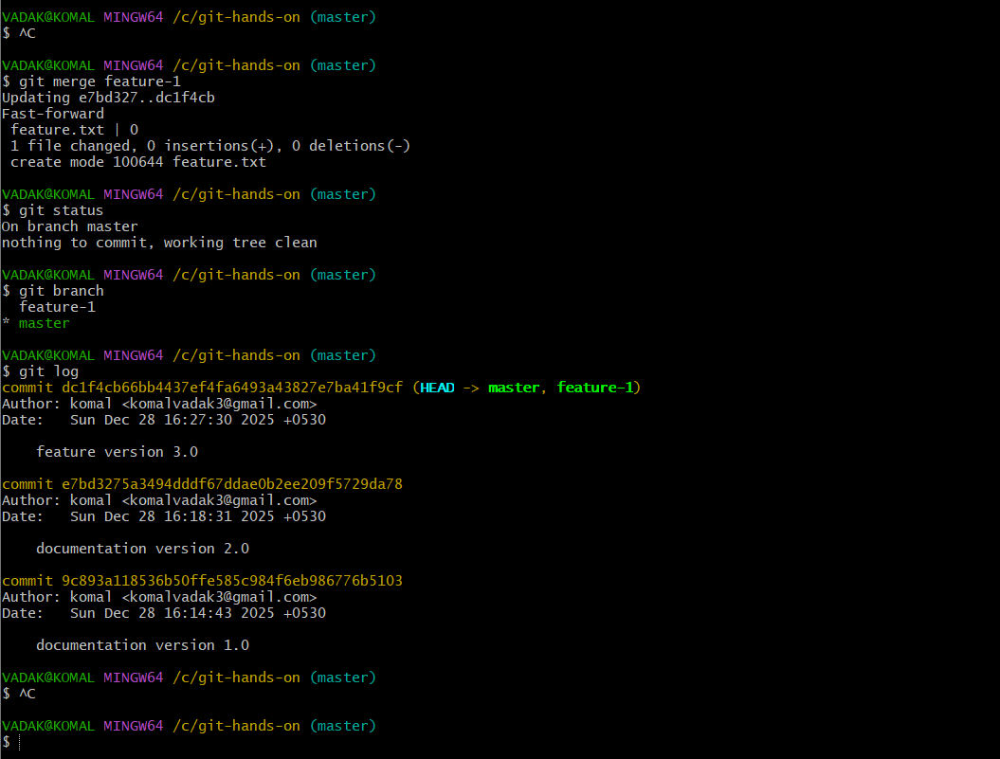 VADAK@KOMAL MINGW64 /c/git-hands-on (master)
$ ^C
VADAK@KOMAL MINGW64 /c/git-hands-on (master)
$ git merge feature-1
Updating e7bd327..dc1f4cb
Fast-forward
 feature.txt | 0
 1 file changed, 0 insertions(+), 0 deletions(-)
 create mode 100644 feature.txt
VADAK@KOMAL MINGW64 /c/git-hands-on (master)
$ git status
On branch master
nothing to commit, working tree clean
VADAK@KOMAL MINGW64 /c/git-hands-on (master)
$ git branch
  feature-1
* master
VADAK@KOMAL MINGW64 /c/git-hands-on (master)
$ git log
commit dc1f4cb66bb4437ef4fa6493a43827e7ba41f9cf (HEAD -> master, feature-1)
Author: komal <komalvadak3@gmail.com>
Date:   Sun Dec 28 16:27:30 2025 +0530
    feature version 3.0
commit e7bd3275a3494dddf67ddae0b2ee209f5729da78
Author: komal <komalvadak3@gmail.com>
Date:   Sun Dec 28 16:18:31 2025 +0530
    documentation version 2.0
commit 9c893a118536b50ffe585c984f6eb986776b5103
Author: komal <komalvadak3@gmail.com>
Date:   Sun Dec 28 16:14:43 2025 +0530
    documentation version 1.0
VADAK@KOMAL MINGW64 /c/git-hands-on (master)
$ ^C
VADAK@KOMAL MINGW64 /c/git-hands-on (master)
$